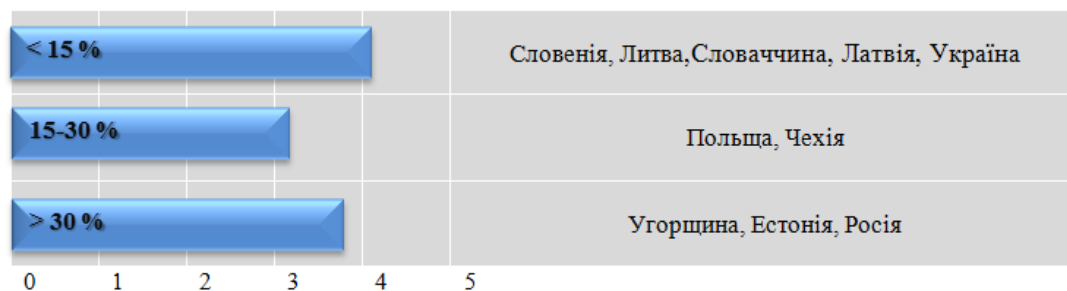 < 15 %
Словенія, Литва,Словаччина, Латвія, Україна
15-30 %
Польща, Чехія
> 30 %
Угорщина, Естонія, Росія
0 1 2 3 4 5